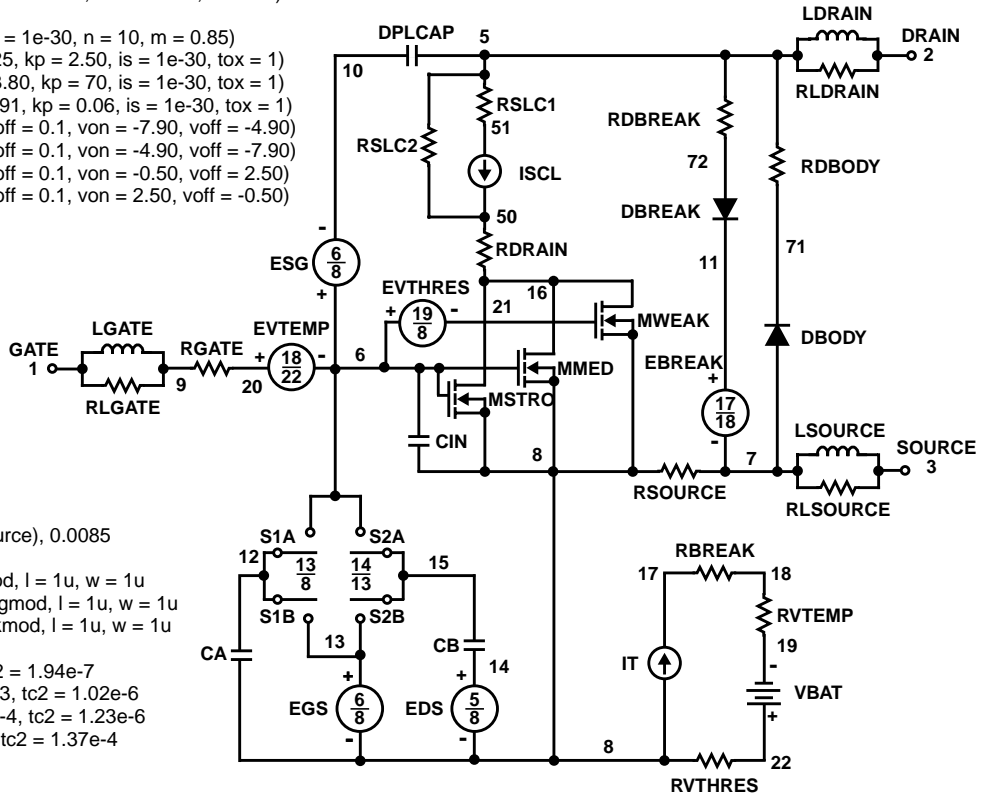 = 1e-30, n = 10, m = 0.85)
25, kp = 2.50, is = 1e-30, tox = 1)
3.80, kp = 70, is = 1e-30, tox = 1)
91, kp = 0.06, is = 1e-30, tox = 1)
voff = 0.1, von = -7.90, voff = -4.90)
voff = 0.1, von = -4.90, voff = -7.90)
voff = 0.1, von = -0.50, voff = 2.50)
voff = 0.1, von = 2.50, voff = -0.50)
LDRAIN
DPLCAP
5
DRAIN
2
10
RLDRAIN
RSLC1
51
RDBREAK
RSLC2
72
RDBODY
ISCL
DBREAK
50
RDRAIN
71
ESG
6
8
11
EVTHRES
16
19
8
21
MWEAK
LGATE
EVTEMP
DBODY
GATE
1
RGATE
18
22
6
MMED
EBREAK
9
20
MSTRO
RLGATE
17
18
CIN
LSOURCE
SOURCE
3
8
7
RSOURCE
RLSOURCE
urce), 0.0085
S1A
S2A
12
13
8
14
13
15
RBREAK
17
18
od, l = 1u, w = 1u
gmod, l = 1u, w = 1u
kmod, l = 1u, w = 1u
S1B
S2B
RVTEMP
13
CB
19
CA
14
IT
VBAT
2 = 1.94e-7
3, tc2 = 1.02e-6
-4, tc2 = 1.23e-6
tc2 = 1.37e-4
EGS
6
8
EDS
5
8
8
22
RVTHRES